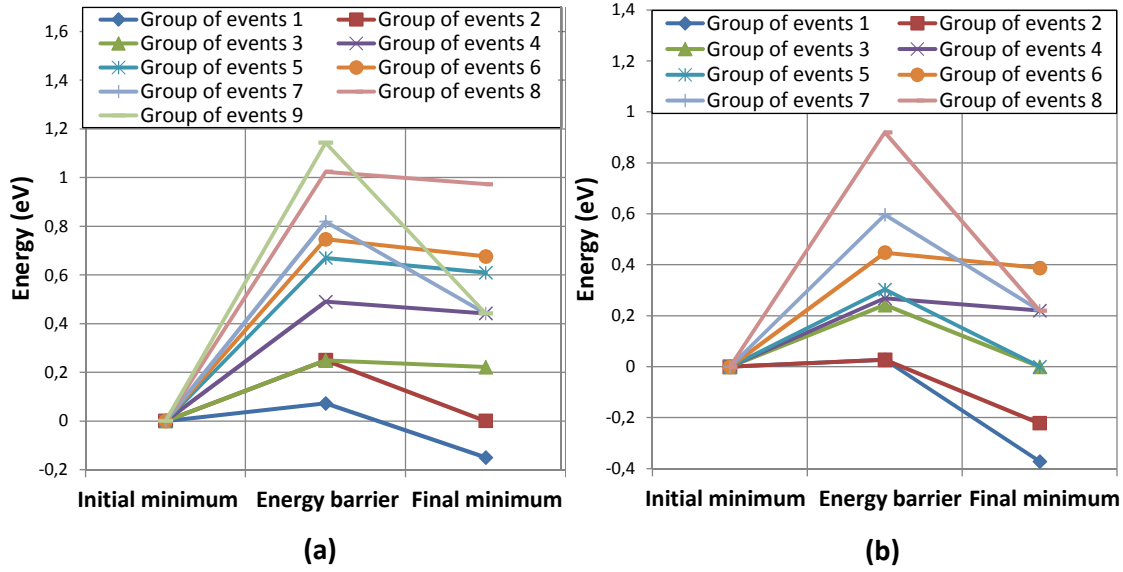 1,6
1,4
1,2
1
0,8
0,6
0,4
0,2
0
-0,2
Energy (eV)
Group of events 1 Group of events 2
Group of events 3 Group of events 4
Group of events 5 Group of events 6
Group of events 7 Group of events 8
Group of events 9
Initial minimum Energy barrier Final minimum
(a)
1,4
1,2
1
0,8
0,6
0,4
0,2
0
-0,2
-0,4
Energy (eV)
Group of events 1 Group of events 2
Group of events 3 Group of events 4
Group of events 5 Group of events 6
Group of events 7 Group of events 8
Initial minimum Energy barrier Final minimum
(b)